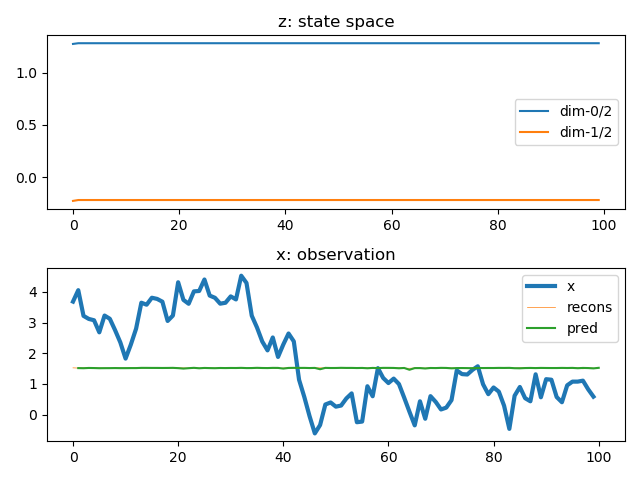 z: state space
1.0
0.5
0.0
dim-0/2
dim-1/2
0 20 40 60 80 100
x: observation
4
3
2
1
0
x
recons
pred
0 20 40 60 80 100